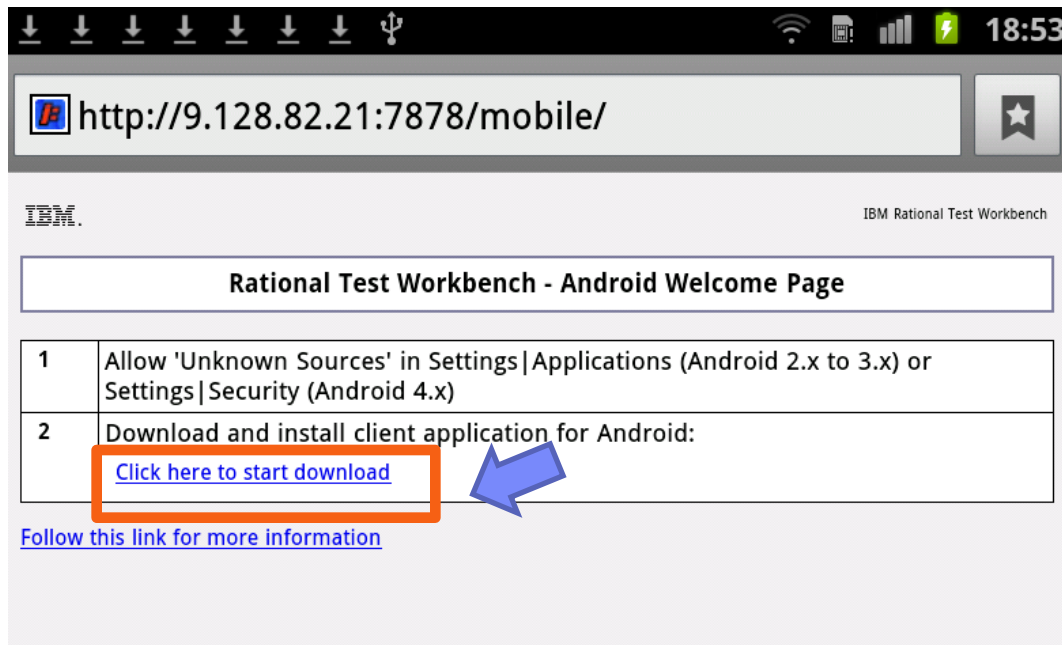 18:53
http://9.128.82.21:7878/mobile/
IBM.
IBM Rational Test Workbench
Rational Test Workbench - Android Welcome Page
1
Allow 'Unknown Sources' in Settings|Applications (Android 2.x to 3.x) or
Settings|Security (Android 4.x)
2
Download and install client application for Android:
Click here to start download
Follow this link for more information